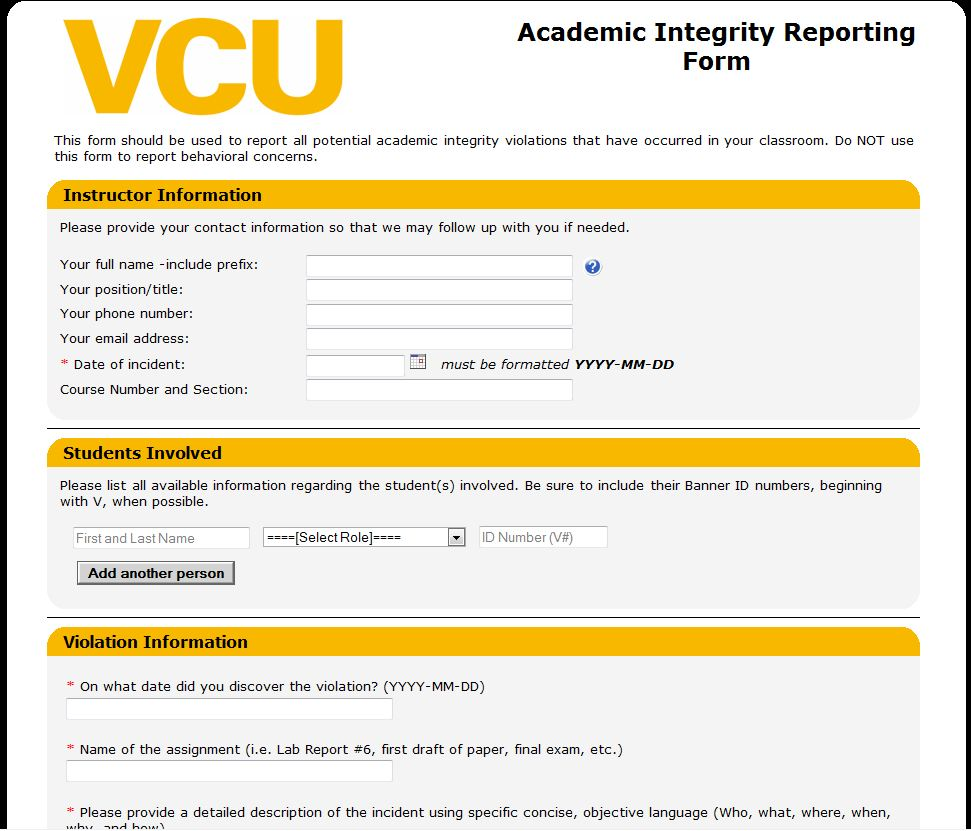 VCU
Academic Integrity Reporting
Form
This form should be used to report all potential academic integrity violations that have occurred in your classroom. Do NOT use
this form to report behavioral concerns.
Instructor Information
Please provide your contact information so that we may follow up with you if needed.
Your full name -include prefix:
?
Your position/title:
Your phone number:
Your email address:
* Date of incident: must be formatted YYYY-MM-DD
Course Number and Section:
Students Involved
Please list all available information regarding the student(s) involved. Be sure to include their Banner ID numbers, beginning
with V, when possible.
First and Last Name ====[Select Role]==== ID Number (V#)
Add another person
Violation Information
* On what date did you discover the violation? (YYYY-MM-DD)
* Name of the assignment (i.e. Lab Report #6, first draft of paper, final exam, etc.)
* Please provide a detailed description of the incident using specific concise, objective language (Who, what, where, when,
why, and how)